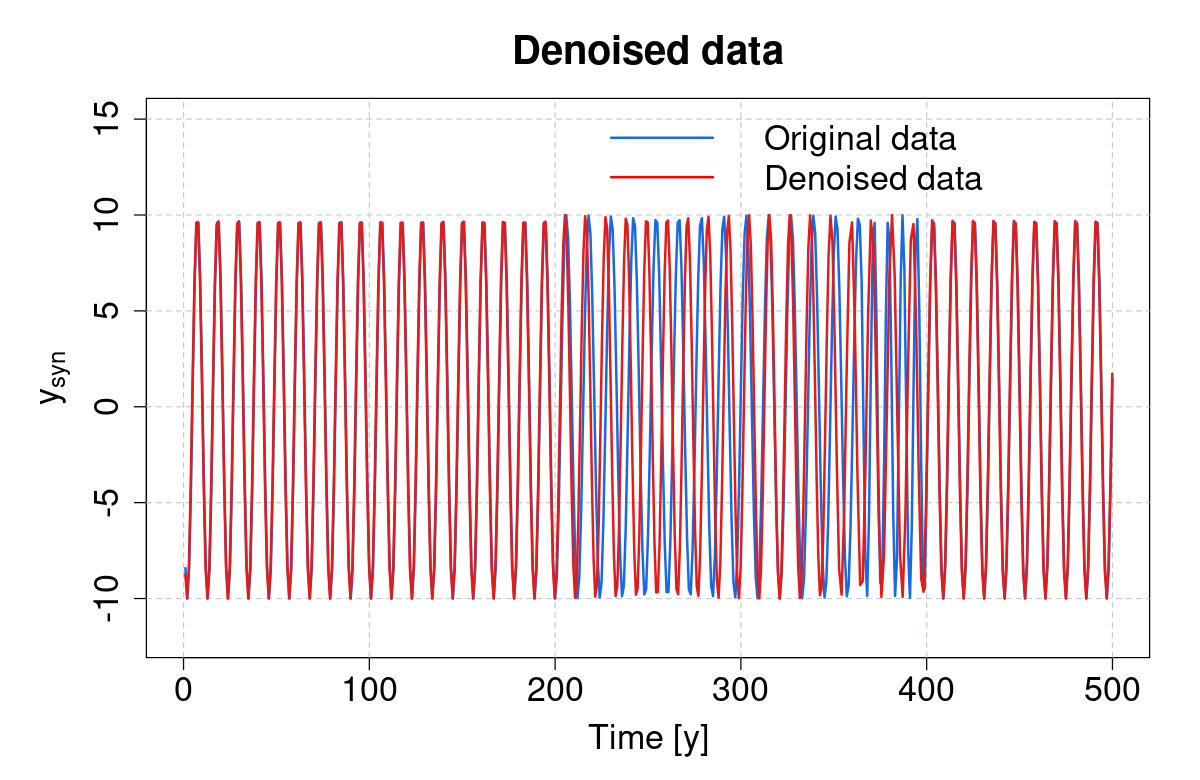 Denoised data
Original data
Denoised data
15
10
5
0
-5
-10
ysyn
0 100 200 300 400 500
Time [y]